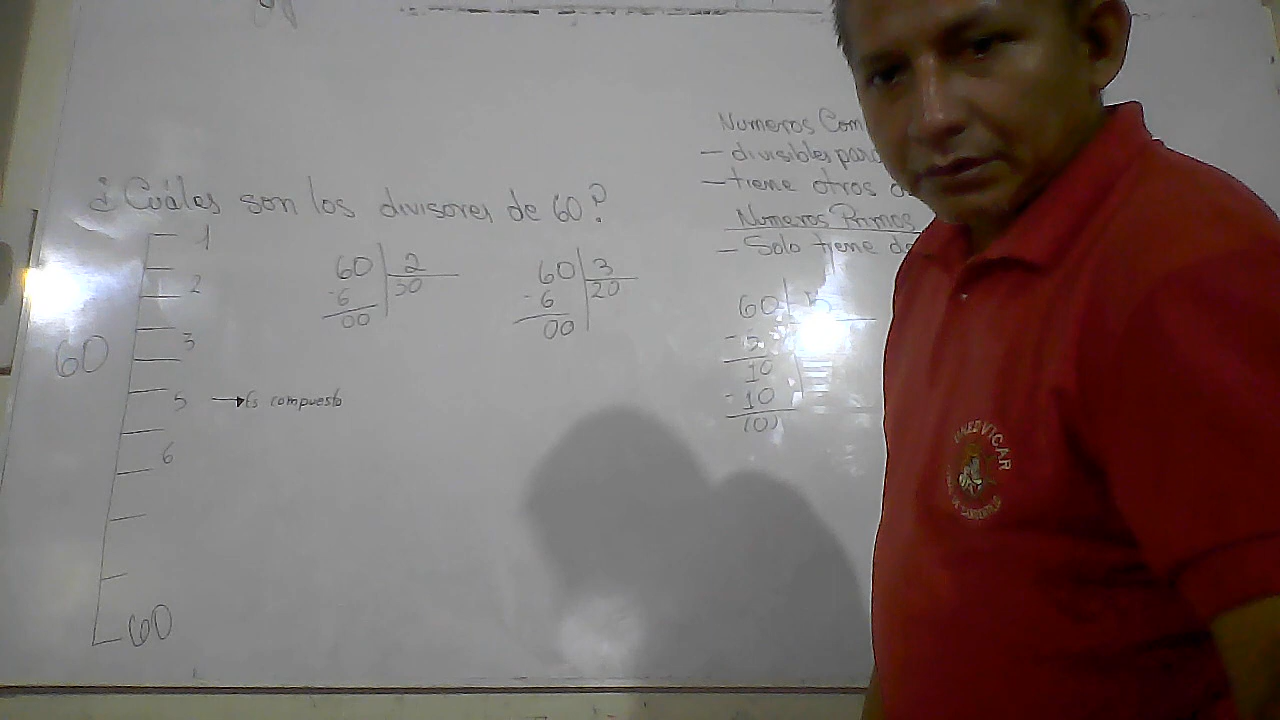 ¿Cuáles son los divisores de 60?
1
2
3
60
5 → Es compuesto
6
60
60 | 2
-6 | 30
00
60 | 3
-6 | 20
00
Numeros Com
- divisibles para
- tiene otros d
Numeros Primos
- Solo tiene do
60
-5
10
-10
(0)
UNEDVICAR